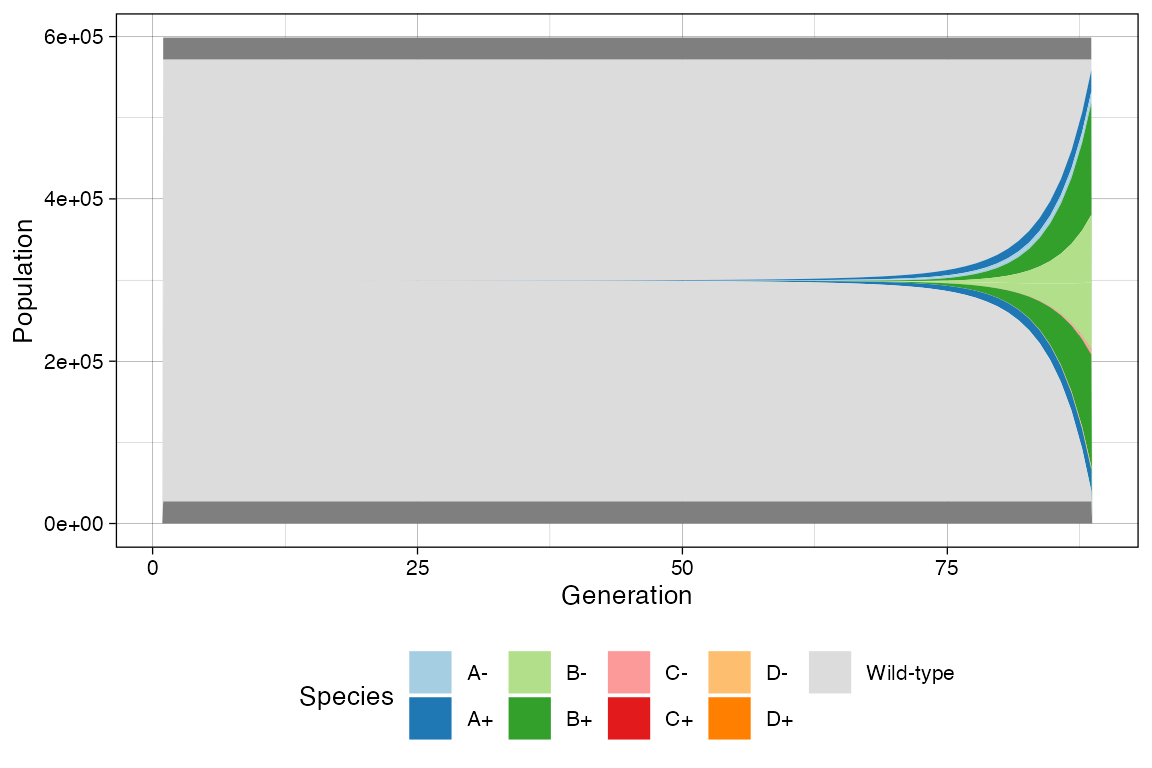 6e+05
4e+05
2e+05
0e+00
Population
0 25 50 75
Generation
Species
A- B- C- D- Wild-type
A+ B+ C+ D+